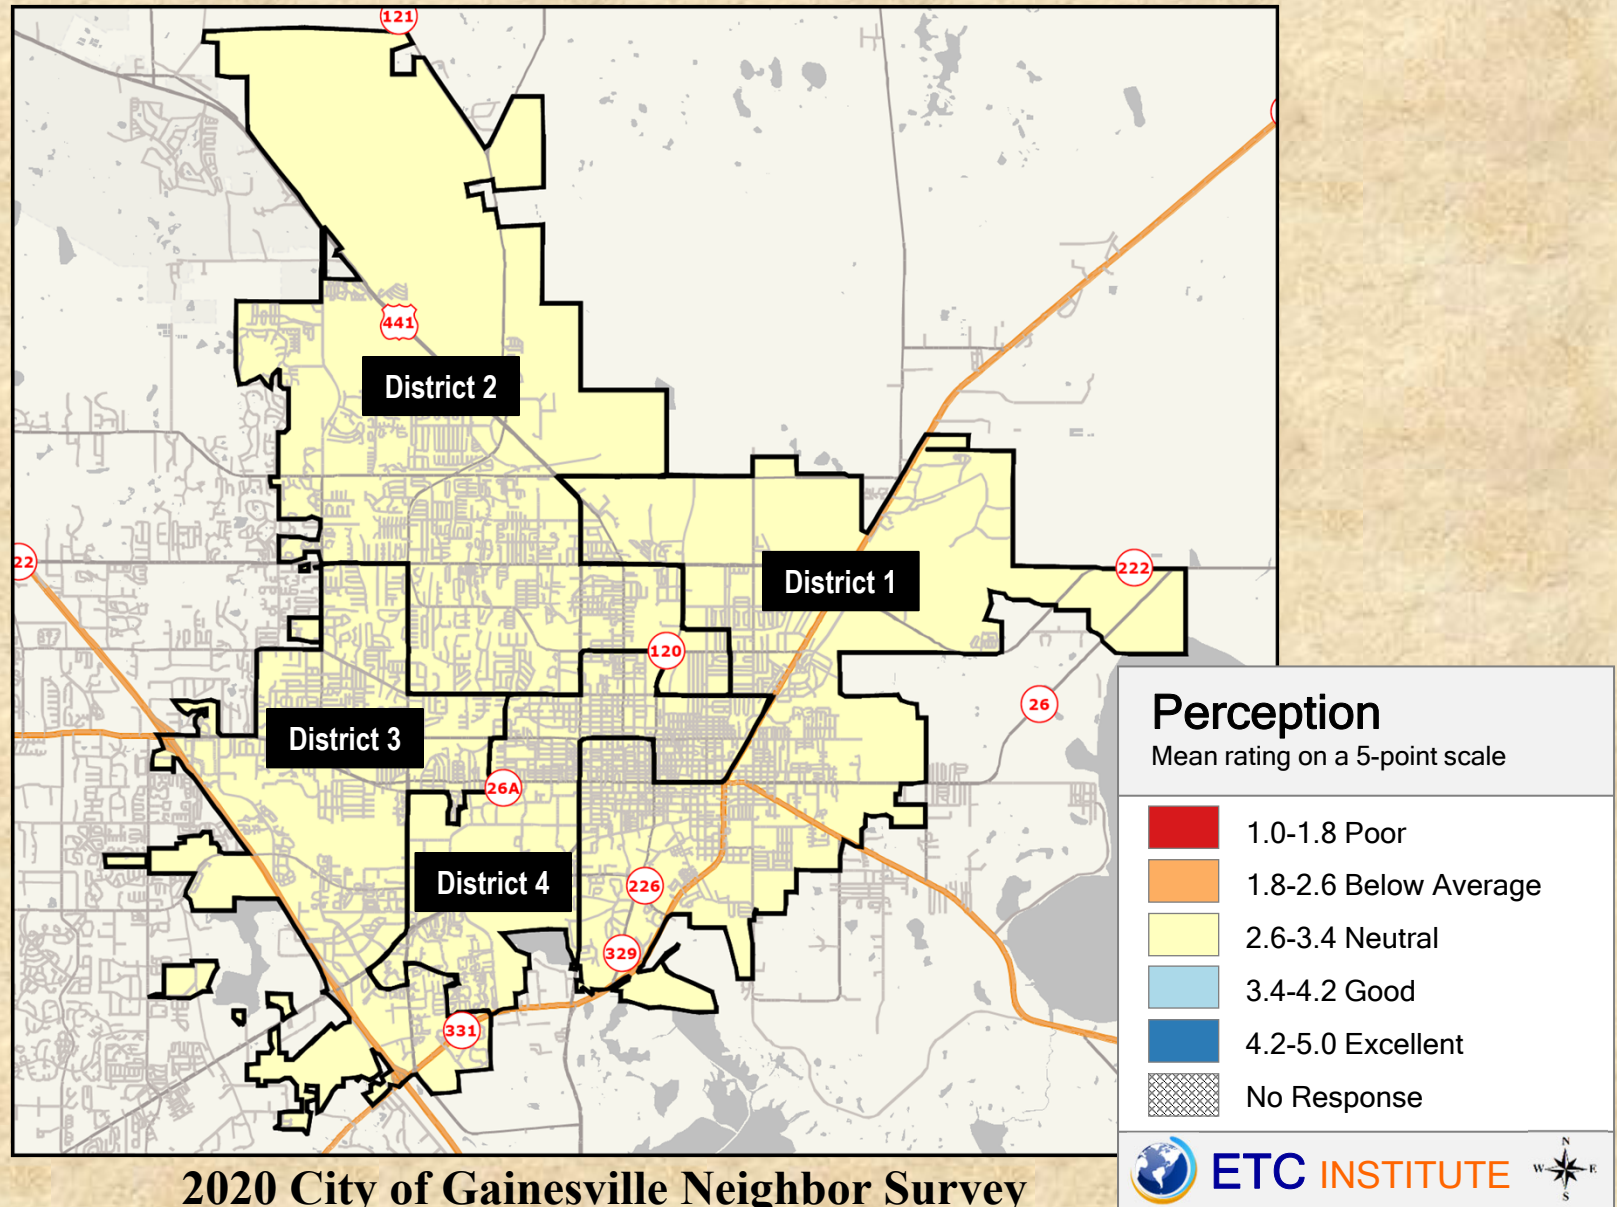 121
441
District 2
District 1
22
222
120
26
District 3
26A
District 4
226
329
331
Perception
Mean rating on a 5-point scale
1.0-1.8 Poor
1.8-2.6 Below Average
2.6-3.4 Neutral
3.4-4.2 Good
4.2-5.0 Excellent
No Response
ETC INSTITUTE
N
W E
S
2020 City of Gainesville Neighbor Survey